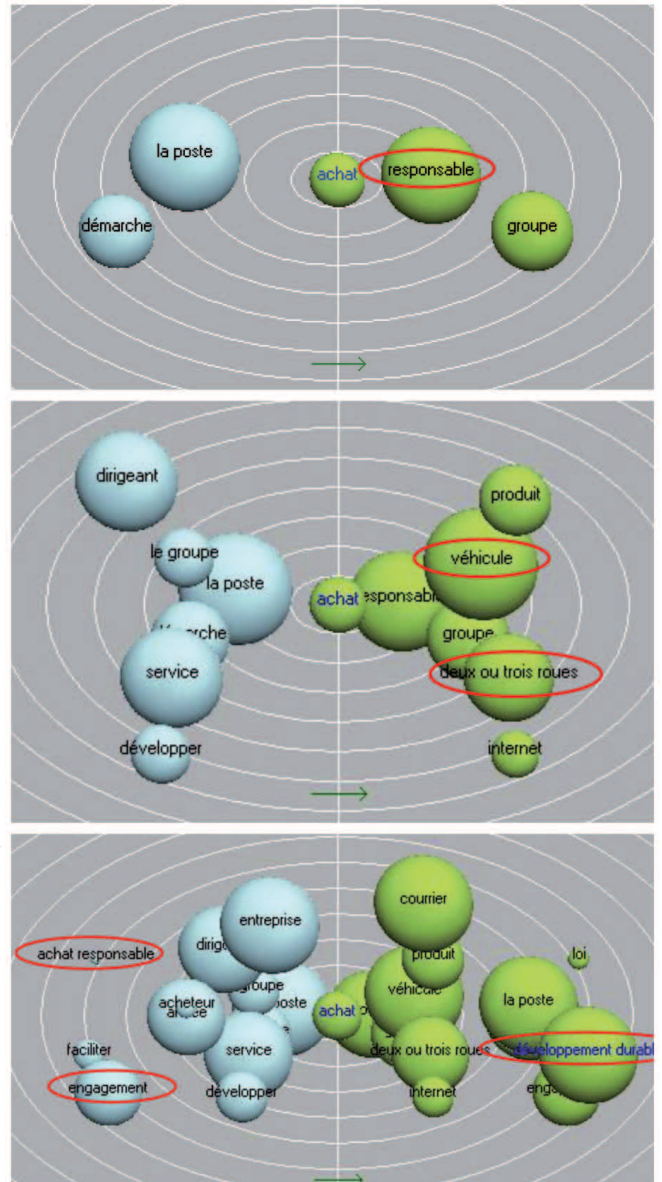 la poste
achat
responsable
démarche
groupe
dirigeant
produit
le groupe
véhicule
la poste
achat
groupe
service
deux ou trois roues
développer
internet
courrier
entreprise
achat responsable
produit
loi
groupe
véhicule
la poste
acheteur
achat
faciliter
service
deux ou trois roues
engagement
développer
internet